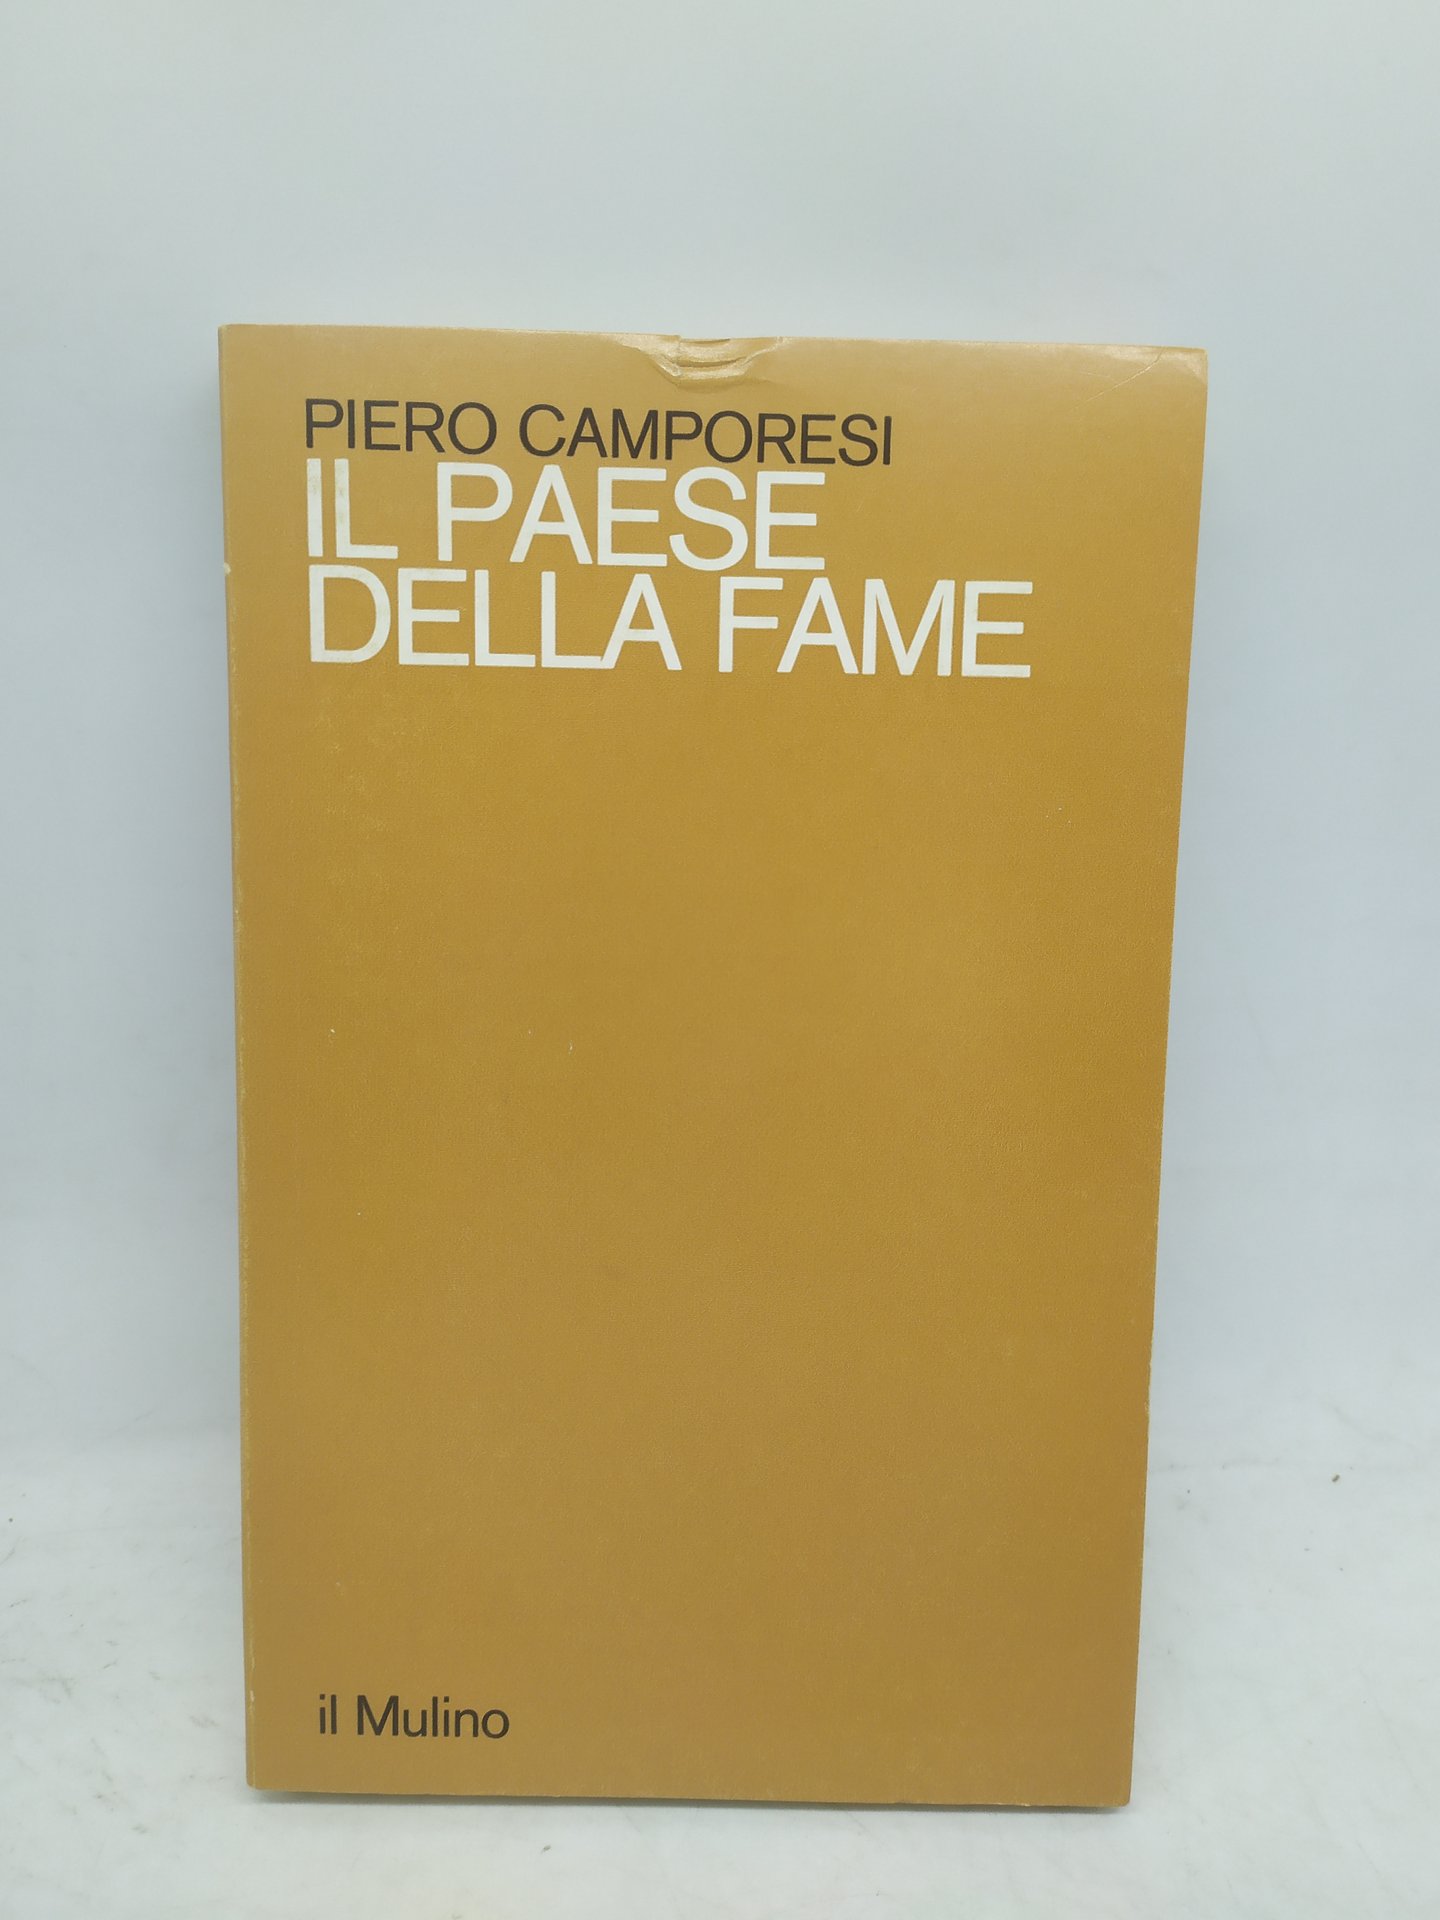 PIERO CAMPORESI
IL PAESE
DELLA FAME
il Mulino